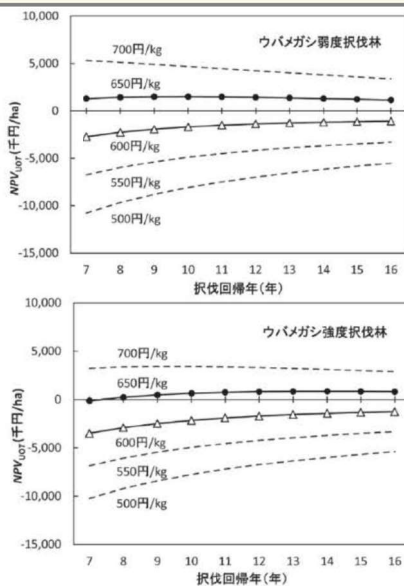 10,000
ウバメガシ弱度択伐林
700円/kg
5,000
650円/kg
0
600円/kg
-5,000
550円/kg
-10,000
500円/kg
-15,000
7 8 9 10 11 12 13 14 15 16
NPVUOT(千円/ha)
択伐回帰年(年)
10,000
ウバメガシ強度択伐林
700円/kg
5,000
650円/kg
0
600円/kg
-5,000
550円/kg
-10,000
500円/kg
-15,000
7 8 9 10 11 12 13 14 15 16
NPVUOT(千円/ha)
択伐回帰年(年)